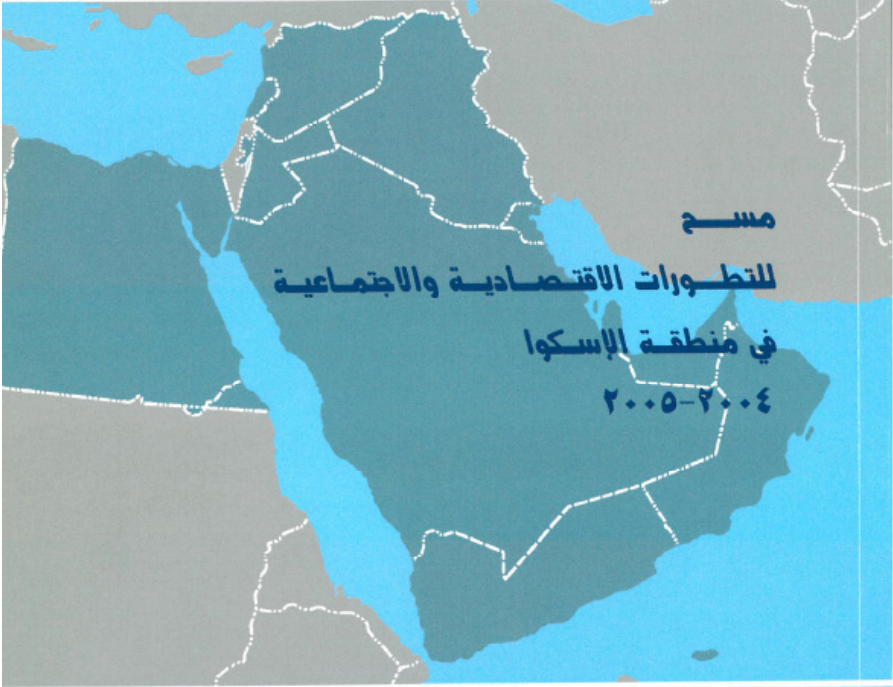 مسح
للتطورات الاقتصادية والاجتماعية
في منطقة الإسكوا
٢٠٠٤-٢٠٠٥